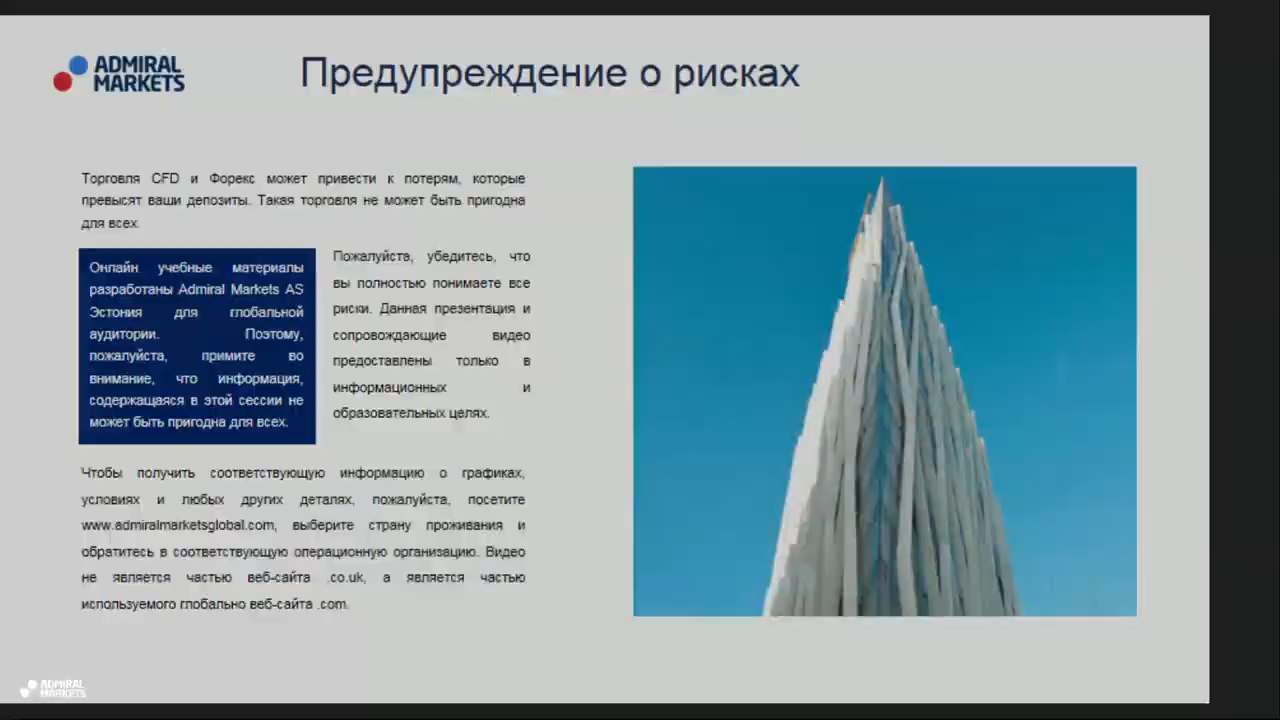 ADMIRAL
MARKETS
Предупреждение о рисках
Торговля CFD и Форекс может привести к потерям, которые
превысят ваши депозиты. Такая торговля не может быть пригодна
для всех.
Онлайн учебные материалы
разработаны Admiral Markets AS
Эстония для глобальной
аудитории. Поэтому,
пожалуйста, примите во
внимание, что информация,
содержащаяся в этой сессии не
может быть пригодна для всех.
Пожалуйста, убедитесь, что
вы полностью понимаете все
риски. Данная презентация и
сопровождающие видео
предоставлены только в
информационных и
образовательных целях.
Чтобы получить соответствующую информацию о графиках,
условиях и любых других деталях, пожалуйста, посетите
www.admiralmarketsglobal.com, выберите страну проживания и
обратитесь в соответствующую операционную организацию. Видео
не является частью веб-сайта .co.uk, а является частью
используемого глобально веб-сайта .com.
ADMIRAL
MARKETS